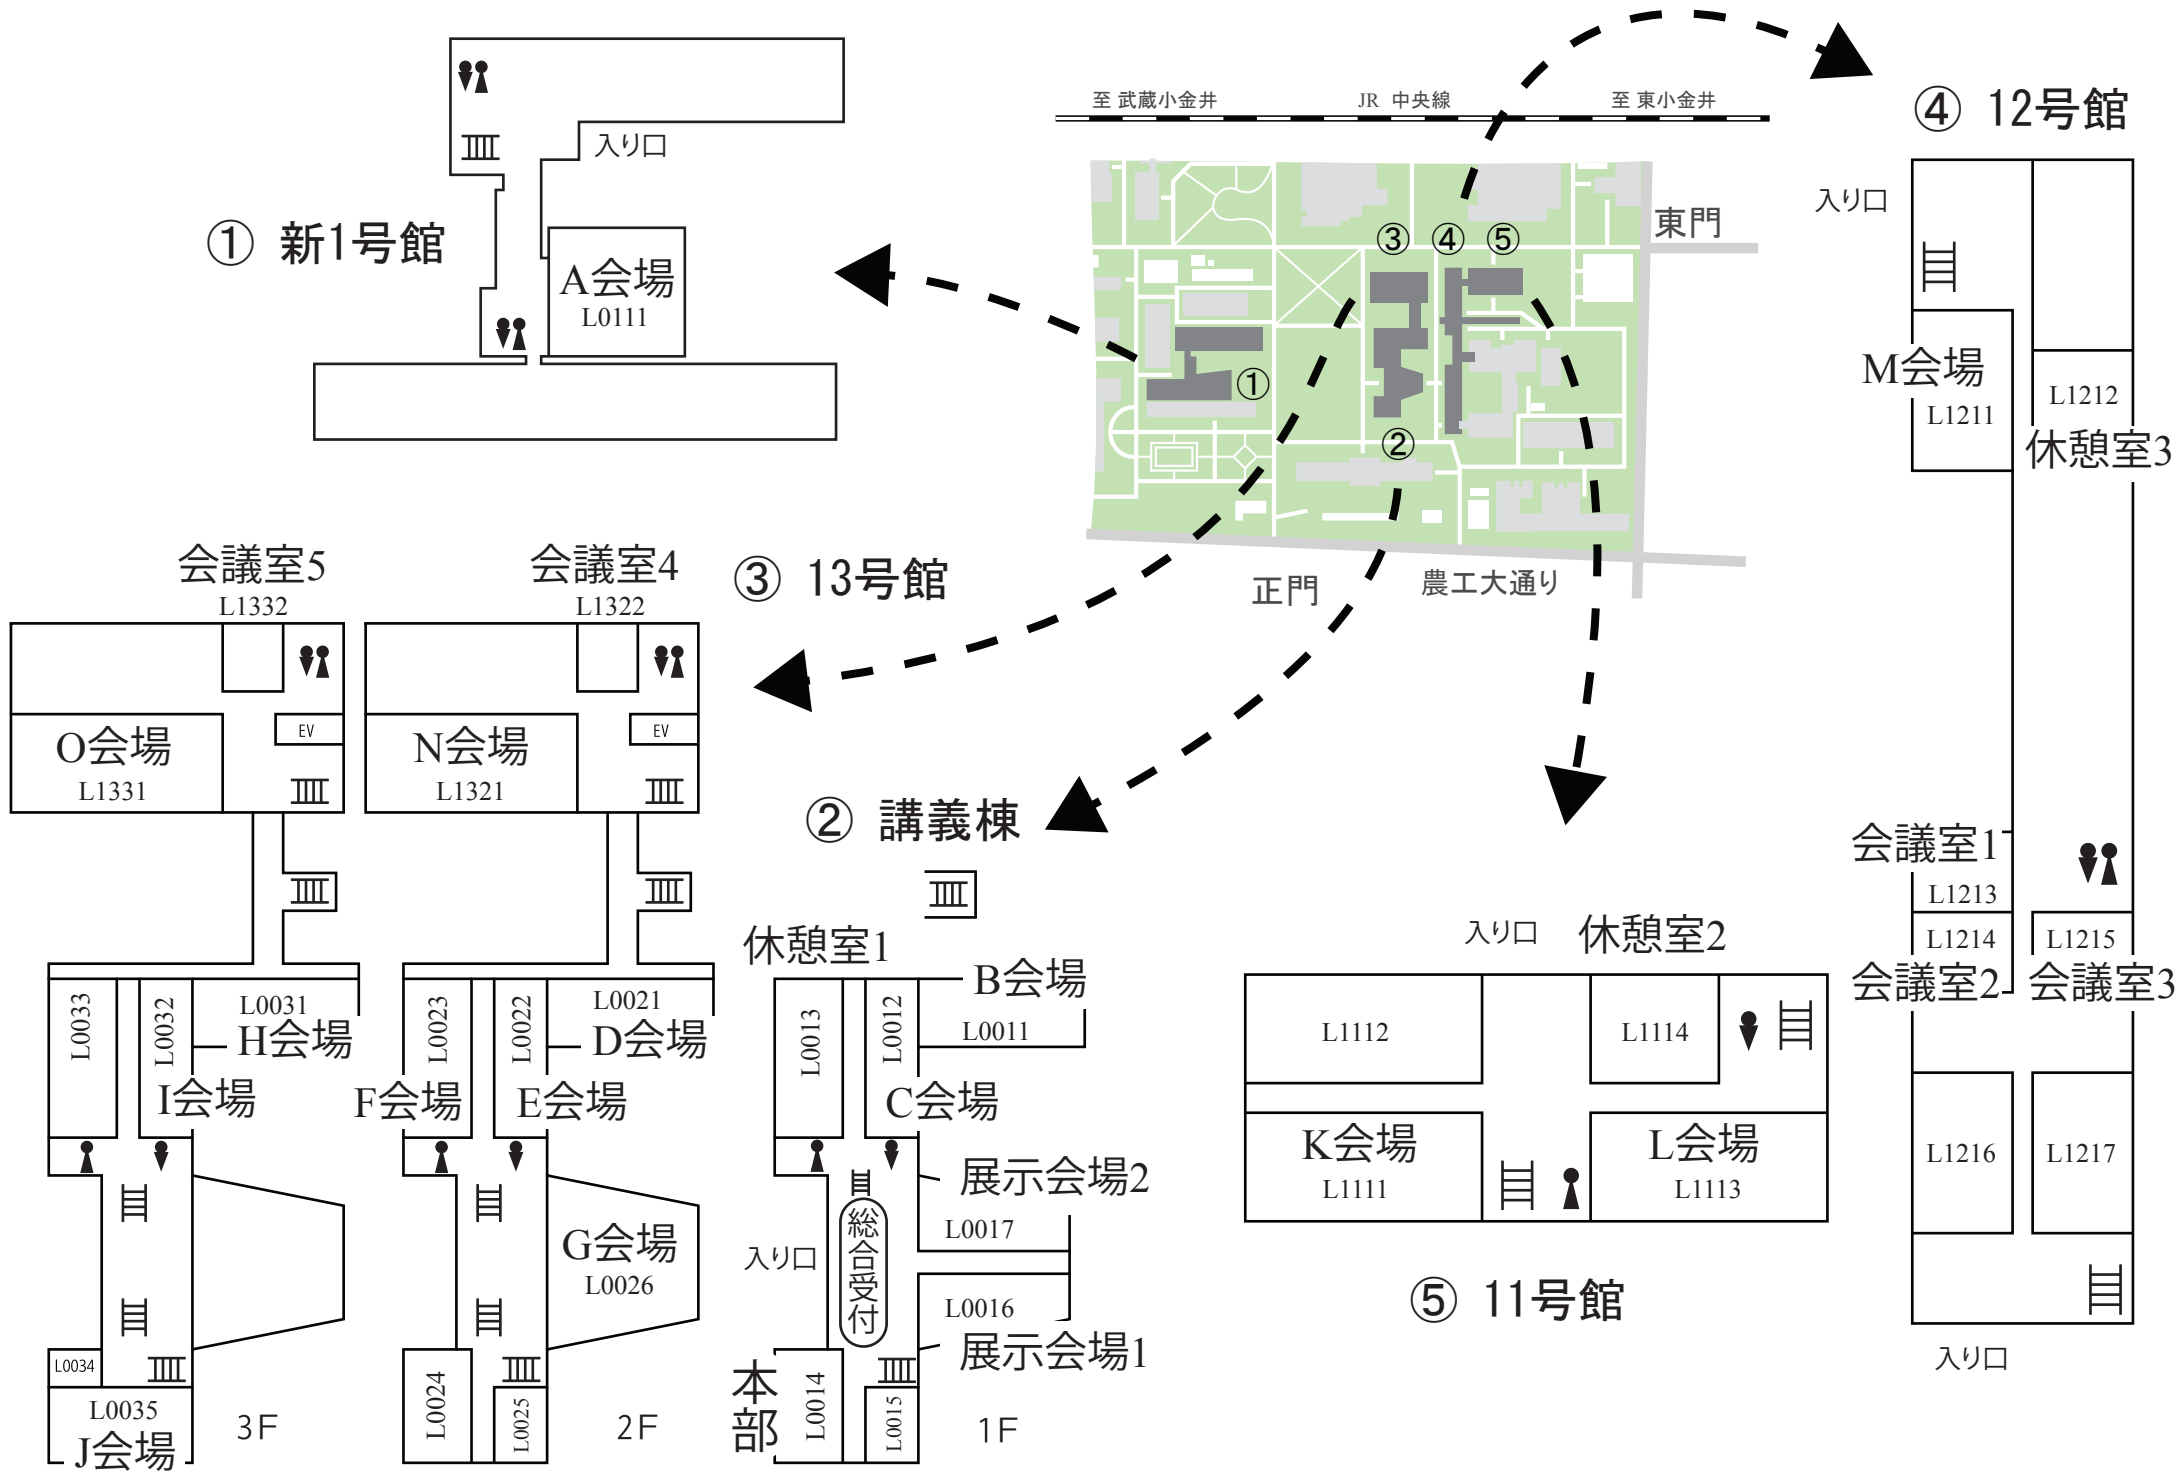 至 武蔵小金井
JR 中央線
至 東小金井
④ 12号館
入り口
① 新1号館
A会場
L0111
入り口
東門
③
④
⑤
①
②
正門
農工大通り
M会場
L1211
L1212
休憩室3
会議室1
L1213
L1214
会議室2
L1215
会議室3
L1216
L1217
入り口
③ 13号館
会議室5
L1332
会議室4
L1322
EV
O会場
L1331
EV
N会場
L1321
② 講義棟
休憩室1
L0033
L0032
L0031
H会場
I会場
L0034
L0035
J会場
3F
L0023
L0022
L0021
D会場
F会場
E会場
G会場
L0026
L0024
L0025
2F
L0013
L0012
B会場
L0011
C会場
展示会場2
L0017
入り口
総合受付
L0016
展示会場1
本部
L0014
L0015
1F
入り口
休憩室2
L1112
L1114
K会場
L1111
L会場
L1113
⑤ 11号館